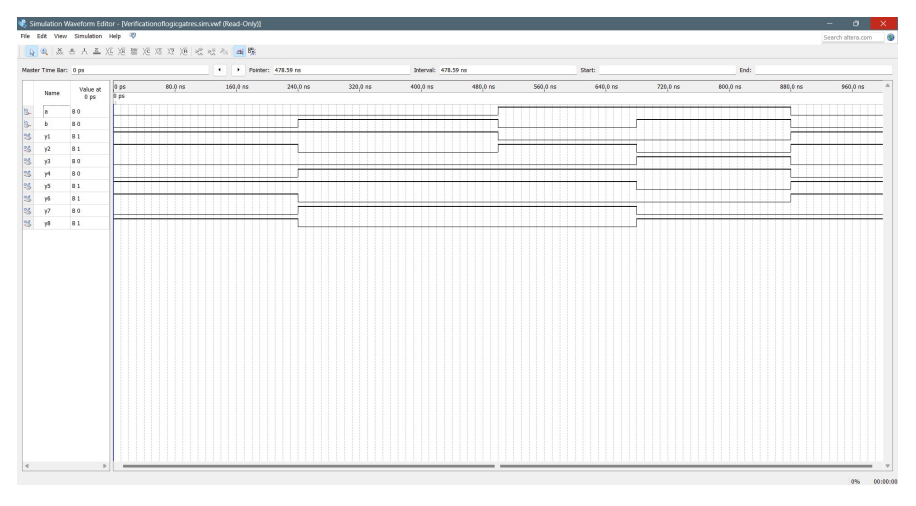 Simulation Waveform Editor - [Verificationoflogicgatres.sim.vwf (Read-Only)]
File Edit View Simulation Help
Search altera.com
Master Time Bar: 0 ps Pointer: 478.59 ns Interval: 478.59 ns Start: End:
Name Value at 0 ps
0 ps 80.0 ns 160.0 ns 240.0 ns 320.0 ns 400.0 ns 480.0 ns 560.0 ns 640.0 ns 720.0 ns 800.0 ns 880.0 ns 960.0 ns
0 ps
a B 0
b B 0
y1 B 1
y2 B 1
y3 B 0
y4 B 0
y5 B 1
y6 B 1
y7 B 0
y8 B 1
0% 00:00:00